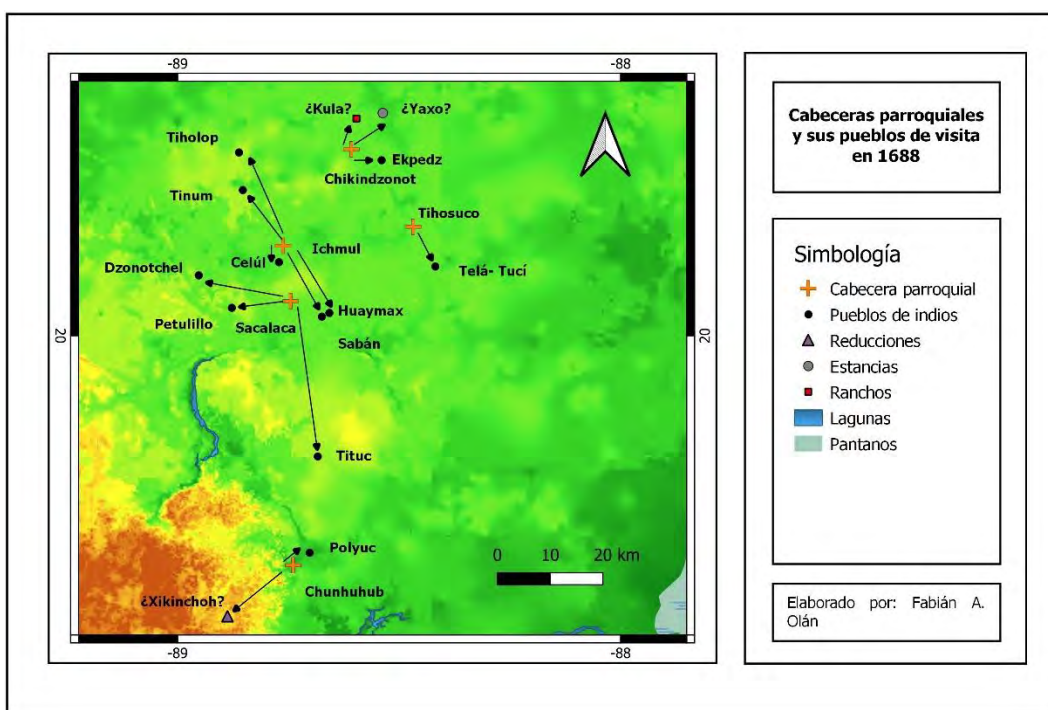 -89
-88
¿Kula?
¿Yaxo?
Tiholop
Ekpedz
Chikindzonot
Tinum
Tihosuco
Ichmul
Celúl
Telá- Tucí
Dzonotchel
Huaymax
Petulillo
Sacalaca
Sabán
20
20
Tituc
Polyuc
0 10 20 km
Chunhuhub
¿Xikinchoh?
-89
-88
Cabeceras parroquiales
y sus pueblos de visita
en 1688
Simbología
Cabecera parroquial
Pueblos de indios
Reducciones
Estancias
Ranchos
Lagunas
Pantanos
Elaborado por: Fabián A.
Olán